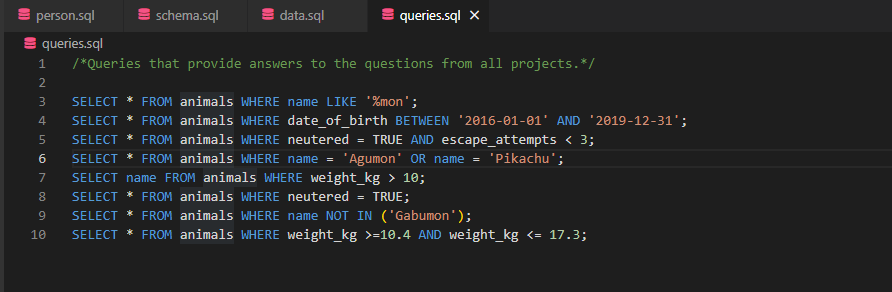 person.sql schema.sql data.sql queries.sql ×
queries.sql
1 /*Queries that provide answers to the questions from all projects.*/
2
3 SELECT * FROM animals WHERE name LIKE '%mon';
4 SELECT * FROM animals WHERE date_of_birth BETWEEN '2016-01-01' AND '2019-12-31';
5 SELECT * FROM animals WHERE neutered = TRUE AND escape_attempts < 3;
6 SELECT * FROM animals WHERE name = 'Agumon' OR name = 'Pikachu';
7 SELECT name FROM animals WHERE weight_kg > 10;
8 SELECT * FROM animals WHERE neutered = TRUE;
9 SELECT * FROM animals WHERE name NOT IN ('Gabumon');
10 SELECT * FROM animals WHERE weight_kg >=10.4 AND weight_kg <= 17.3;